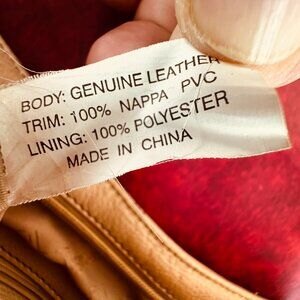 BODY: GENUINE LEATHER
TRIM: 100% NAPPA PVC
LINING: 100% POLYESTER
MADE IN CHINA